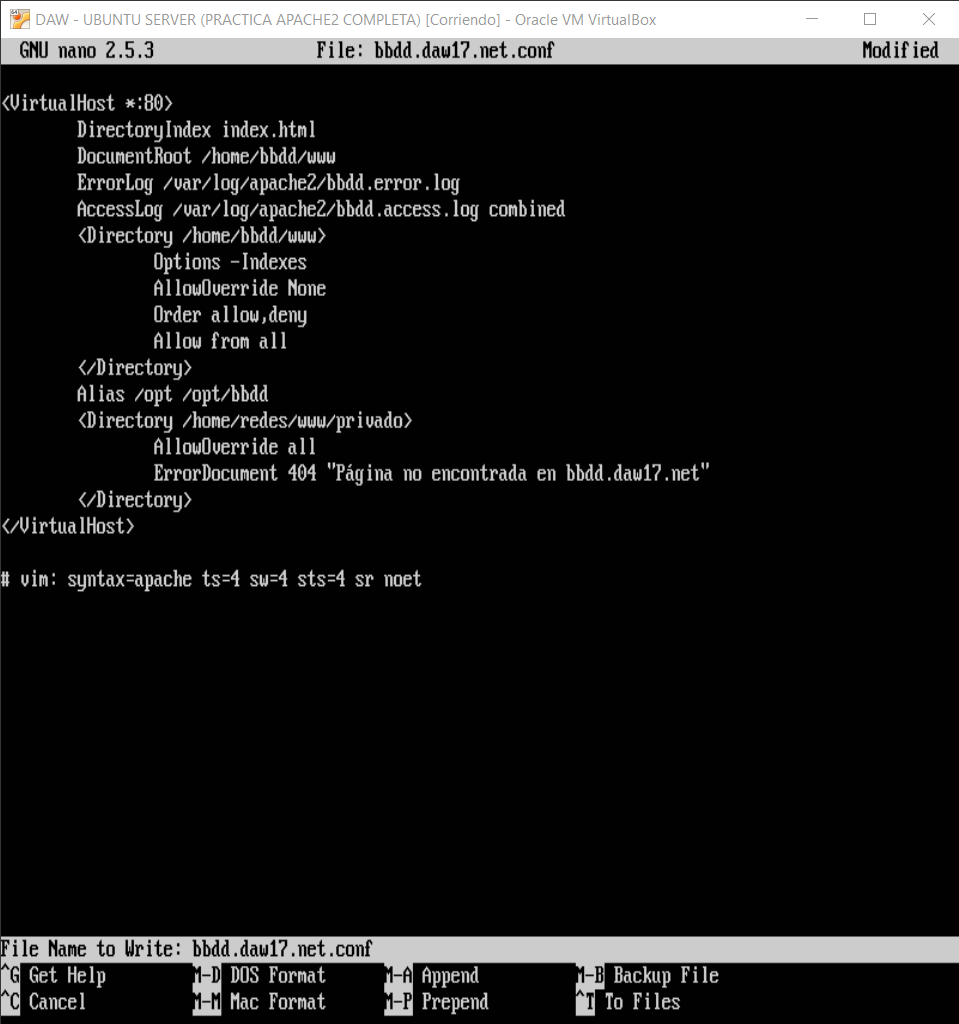 DAW - UBUNTU SERVER (PRACTICA APACHE2 COMPLETA) [Corriendo] - Oracle VM VirtualBox
GNU nano 2.5.3 File: bbdd.daw17.net.conf Modified
<VirtualHost *:80>
DirectoryIndex index.html
DocumentRoot /home/bbdd/www
ErrorLog /var/log/apache2/bbdd.error.log
AccessLog /var/log/apache2/bbdd.access.log combined
<Directory /home/bbdd/www>
Options -Indexes
AllowOverride None
Order allow,deny
Allow from all
</Directory>
Alias /opt /opt/bbdd
<Directory /home/redes/www/privado>
AllowOverride all
ErrorDocument 404 "Página no encontrada en bbdd.daw17.net"
</Directory>
</VirtualHost>
# vim: syntax=apache ts=4 sw=4 sts=4 sr noet
File Name to Write: bbdd.daw17.net.conf
^G Get Help M-D DOS Format M-A Append M-B Backup File
^C Cancel M-M Mac Format M-P Prepend ^T To Files